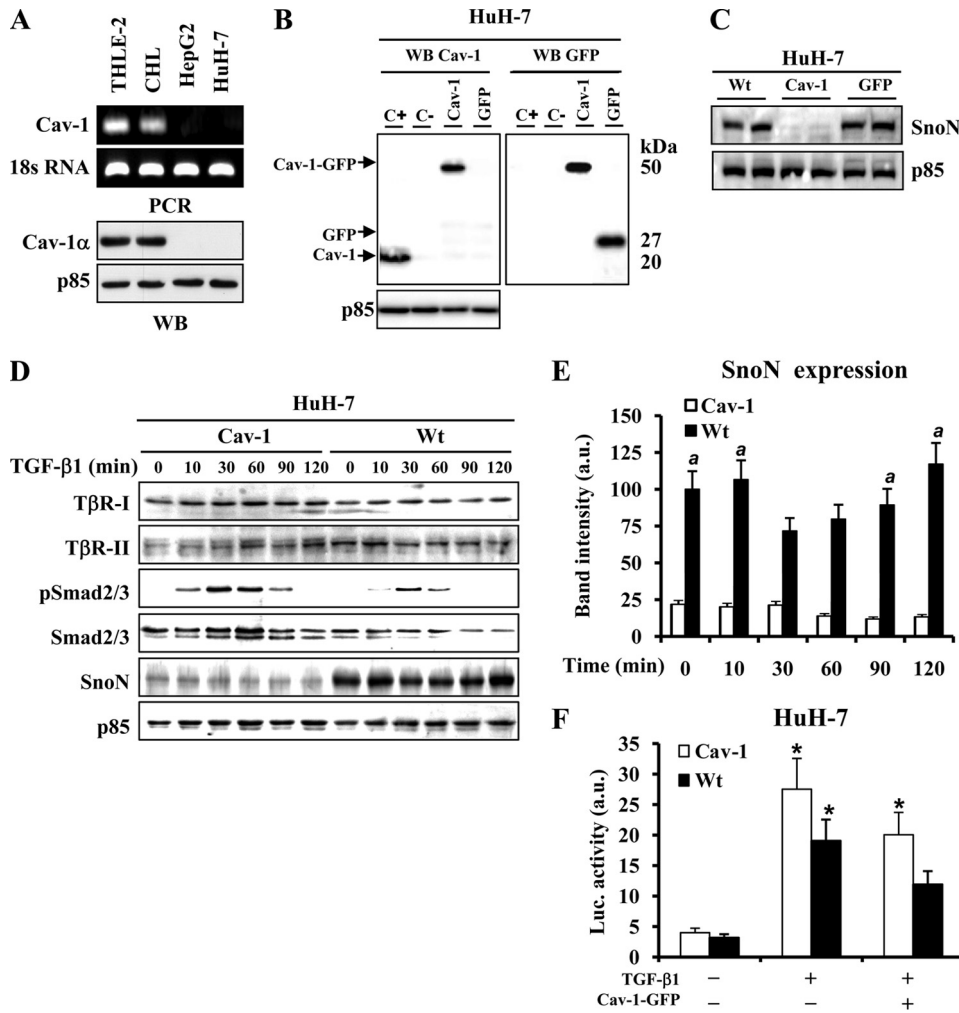 A
THLE-2
CHL
HepG2
HuH-7
Cav-1
18s RNA
PCR
Cav-1α
p85
WB
B
HuH-7
WB Cav-1
WB GFP
C+
C-
Cav-1
GFP
C+
C-
Cav-1
GFP
kDa
Cav-1-GFP
50
GFP
27
Cav-1
20
p85
C
HuH-7
Wt
Cav-1
GFP
SnoN
p85
D
HuH-7
Cav-1
Wt
TGF-β1 (min)
0 10 30 60 90 120 0 10 30 60 90 120
TβR-I
TβR-II
pSmad2/3
Smad2/3
SnoN
p85
E
SnoN expression
Cav-1
Wt
Band intensity (a.u.)
150
125
100
75
50
25
0
a
a
a
a
Time (min)
0 10 30 60 90 120
F
HuH-7
Cav-1
Wt
Luc. activity (a.u.)
35
30
25
20
15
10
5
0
*
*
*
TGF-β1 – + +
Cav-1-GFP – – +